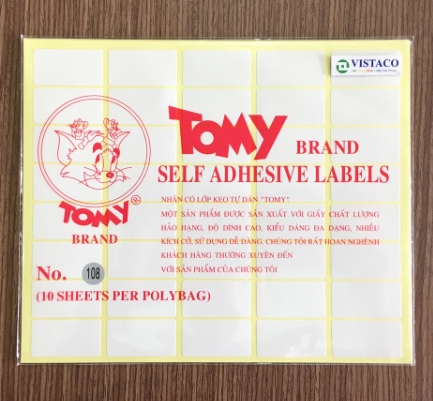 VISTACO
TOMY
BRAND
SELF ADHESIVE LABELS
NHÃN CÓ LỚP KEO TỰ DÁN "TOMY".
MỘT SẢN PHẨM ĐƯỢC SẢN XUẤT VỚI GIẤY CHẤT LƯỢNG
HẢO HẠNG, ĐỘ DÍNH CAO, KIỂU DÁNG ĐA DẠNG, NHIỀU
KÍCH CỠ, SỬ DỤNG DỄ DÀNG. CHÚNG TÔI RẤT HOAN NGHÊNH
KHÁCH HÀNG THƯỜNG XUYÊN ĐẾN
VỚI SẢN PHẨM CỦA CHÚNG TÔI
TOMY®
BRAND
No. 108
(10 SHEETS PER POLYBAG)